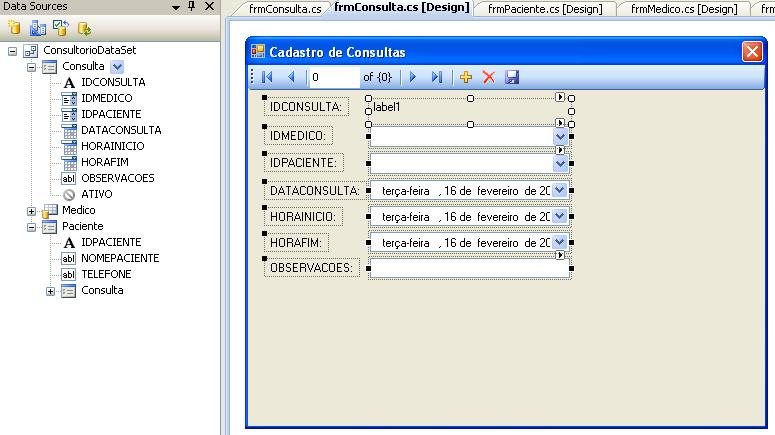 Data Sources
ConsultorioDataSet
Consulta
A IDCONSULTA
IDMEDICO
IDPACIENTE
DATACONSULTA
HORAINICIO
HORAFIM
abl OBSERVACOES
ATIVO
Medico
Paciente
A IDPACIENTE
abl NOMEPACIENTE
abl TELEFONE
Consulta
frmConsulta.cs frmConsulta.cs [Design] frmPaciente.cs [Design] frmMedico.cs [Design]
Cadastro de Consultas
0 of {0}
IDCONSULTA: label1
IDMEDICO:
IDPACIENTE:
DATACONSULTA: terça-feira , 16 de fevereiro de 20
HORAINICIO: terça-feira , 16 de fevereiro de 20
HORAFIM: terça-feira , 16 de fevereiro de 20
OBSERVACOES: